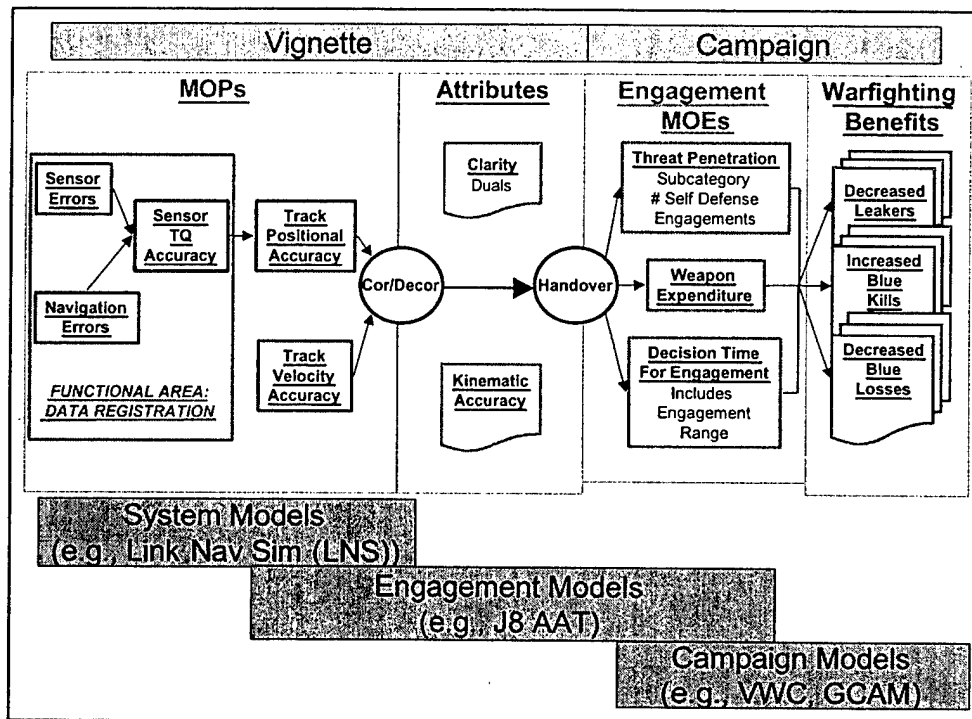 Vignette
Campaign
MOPs
Attributes
Engagement
MOEs
Warfighting
Benefits
Sensor
Errors
Navigation
Errors
Sensor
TQ
Accuracy
FUNCTIONAL AREA:
DATA REGISTRATION
Track
Positional
Accuracy
Track
Velocity
Accuracy
Cor/Decor
Clarity
Duals
Kinematic
Accuracy
Handover
Threat Penetration
Subcategory
# Self Defense
Engagements
Weapon
Expenditure
Decision Time
For Engagement
Includes
Engagement
Range
Decreased
Leakers
Increased
Blue
Kills
Decreased
Blue
Losses
System Models
(e.g., Link Nav Sim (LNS))
Engagement Models
(e.g., J8 AAT)
Campaign Models
(e.g., VWC, GCAM)